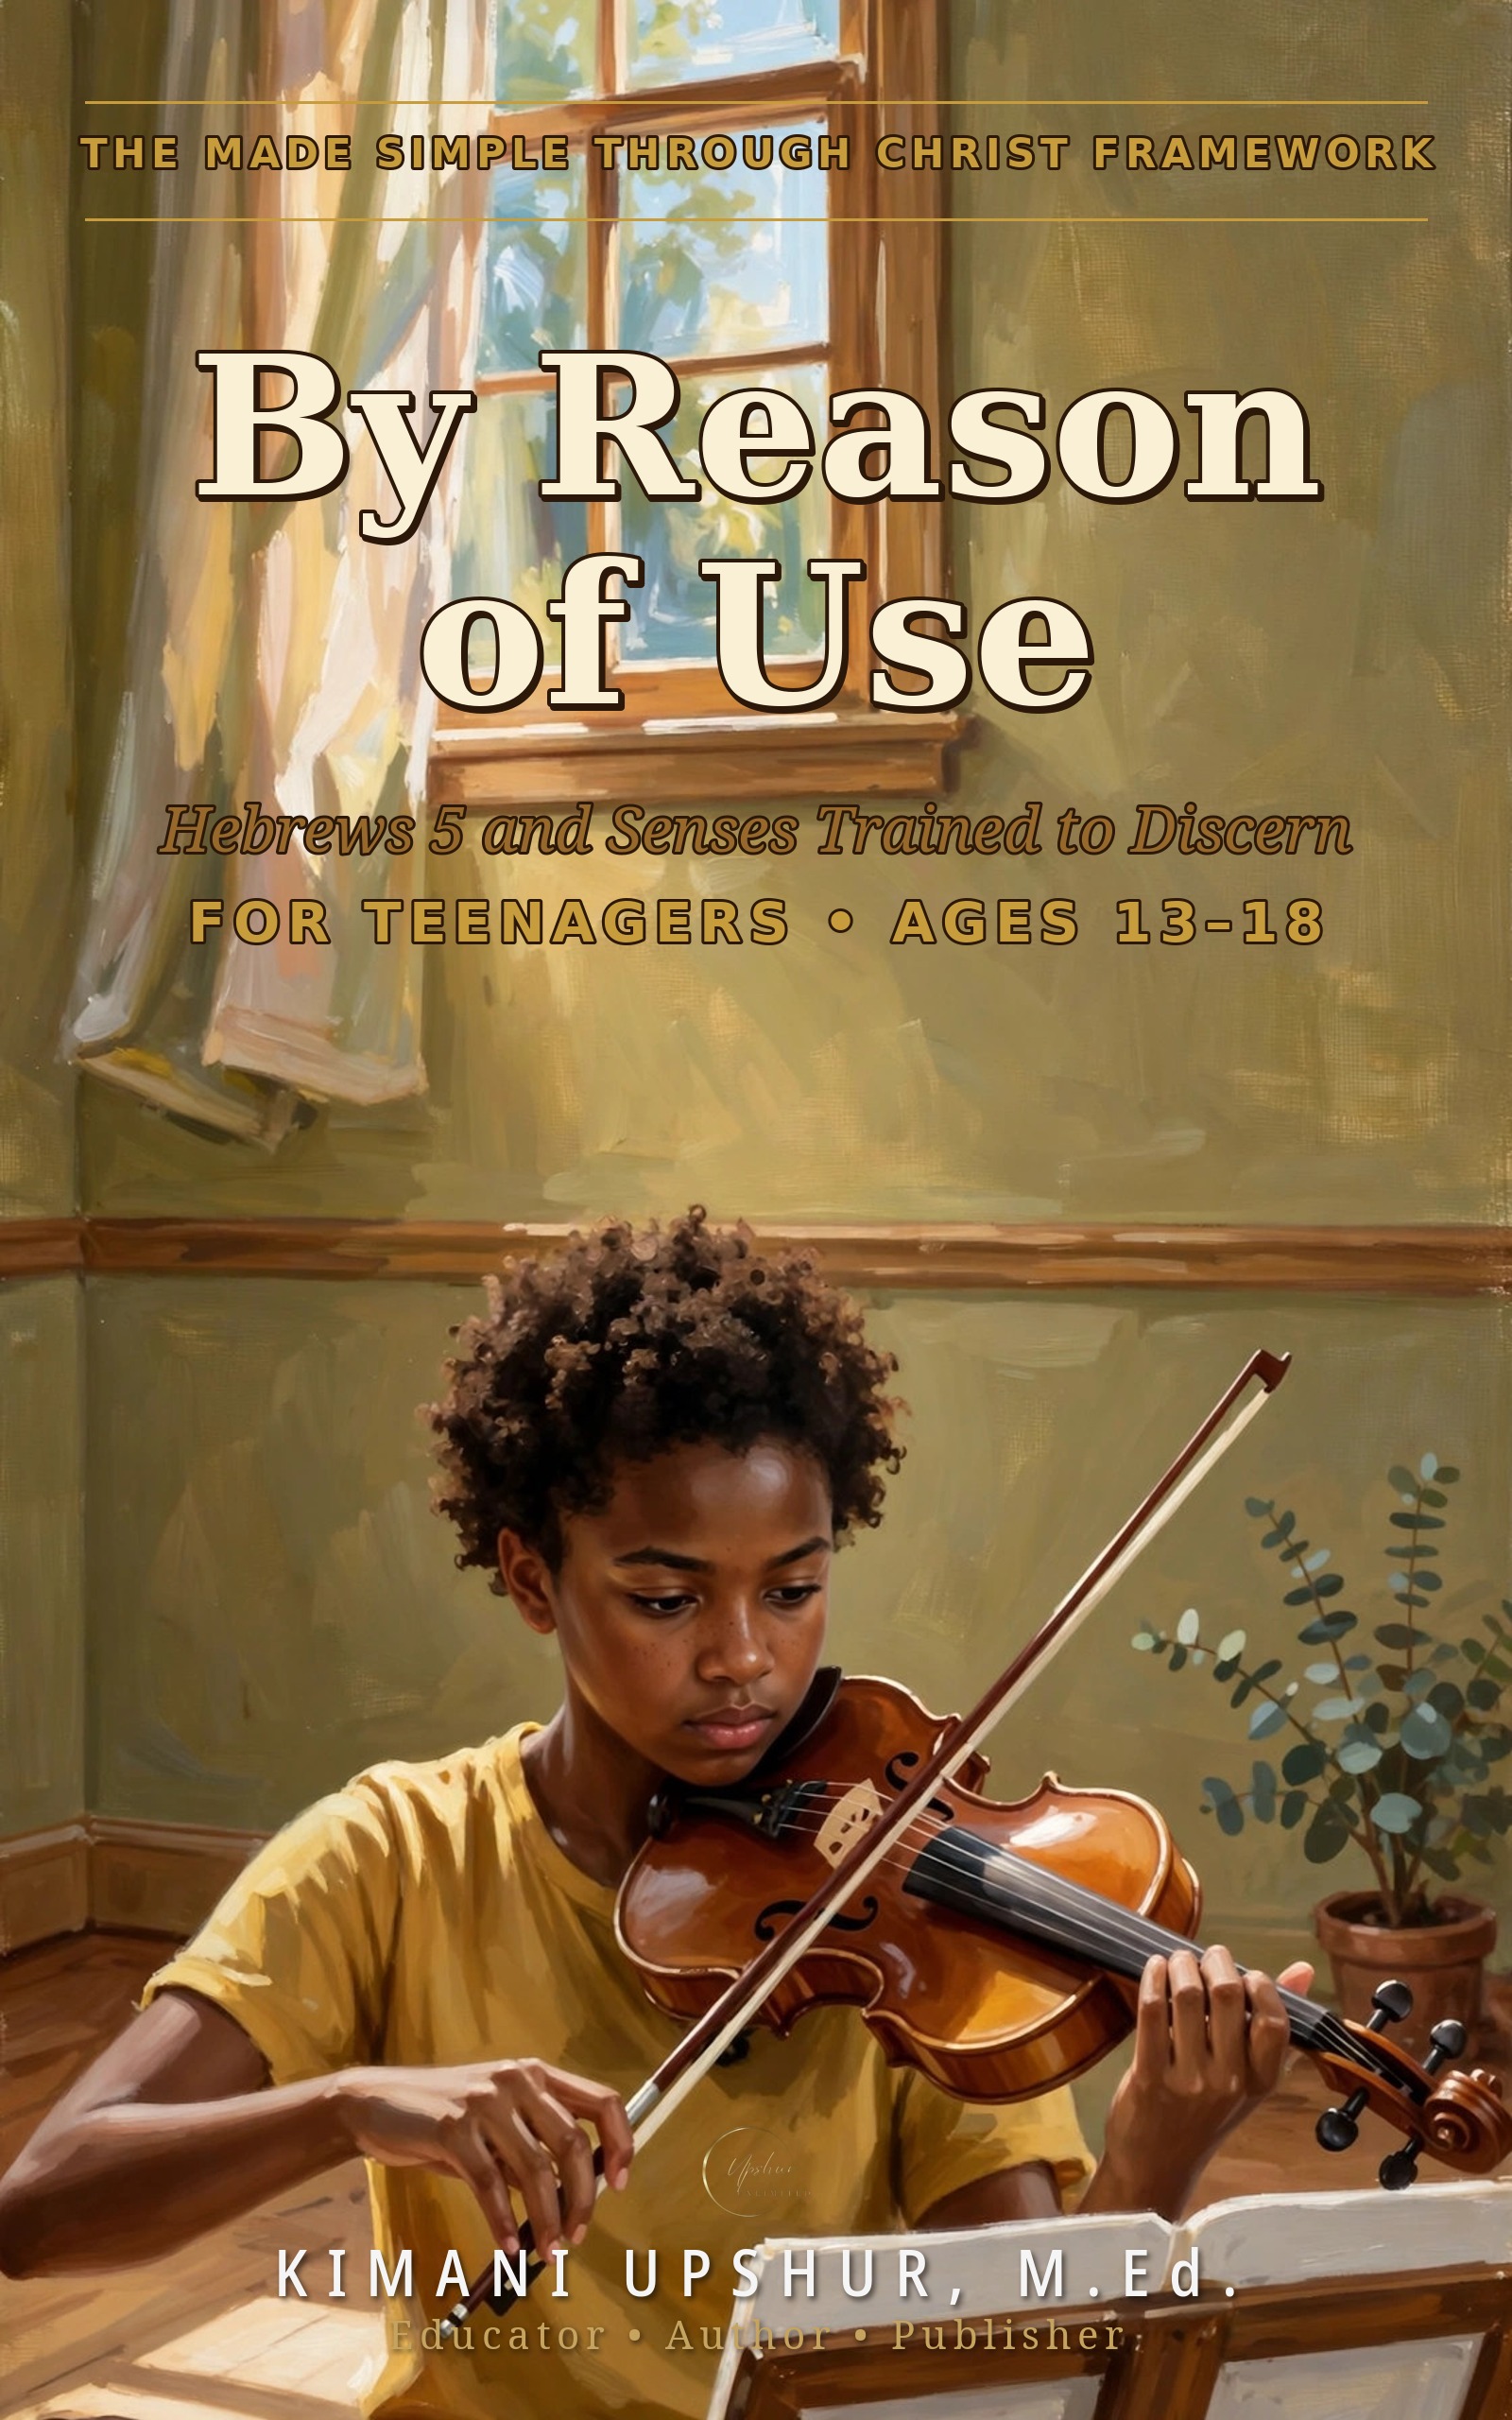 THE MADE SIMPLE THROUGH CHRIST FRAMEWORK
By Reason
of Use
Hebrews 5 and Senses Trained to Discern
FOR TEENAGERS • AGES 13–18
Upshur
KIMANI UPSHUR, M.Ed.
Educator • Author • Publisher